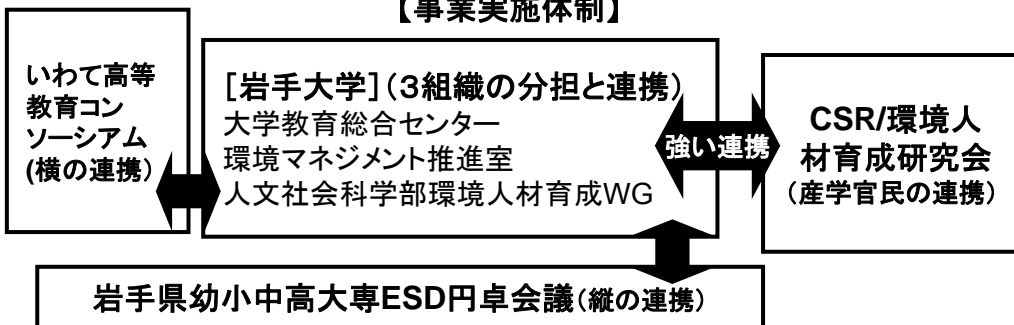 【事業実施体制】
いわて高等
教育コン
ソーシアム
(横の連携)
[岩手大学](3組織の分担と連携)
大学教育総合センター
環境マネジメント推進室
人文社会科学部環境人材育成WG
強い連携
CSR/環境人
材育成研究会
(産学官民の連携)
岩手県幼小中高大専ESD円卓会議(縦の連携)